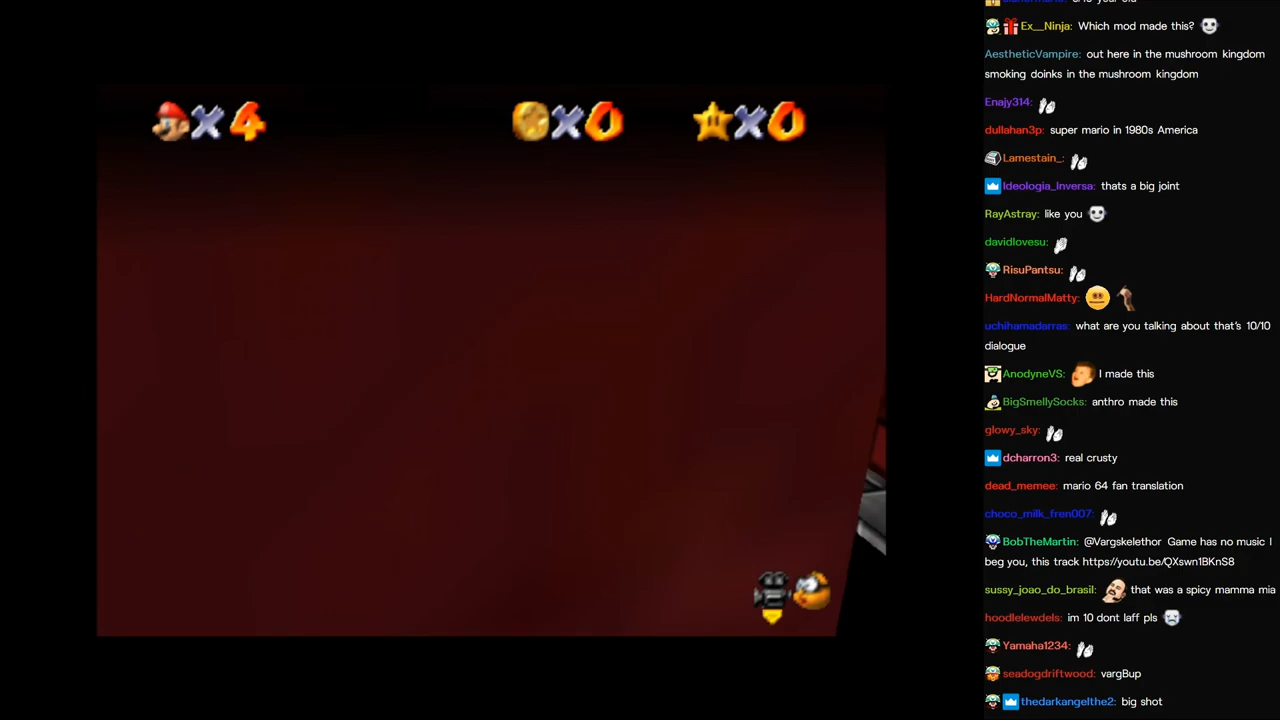 ×4
×0
×0
Ex__Ninja: Which mod made this?
AestheticVampire: out here in the mushroom kingdom
smoking doinks in the mushroom kingdom
Enajy314:
dullahan3p: super mario in 1980s America
Lamestain_:
Ideologia_Inversa: thats a big joint
RayAstray: like you
davidlovesu:
RisuPantsu:
HardNormalMatty:
uchihamadarras: what are you talking about that's 10/10
dialogue
AnodyneVS: I made this
BigSmellySocks: anthro made this
glowy_sky:
dcharron3: real crusty
dead_memee: mario 64 fan translation
choco_milk_fren007:
BobTheMartin: @Vargskelethor Game has no music I
beg you, this track https://youtu.be/QXswn1BKnS8
sussy_joao_do_brasil: that was a spicy mamma mia
hoodlelewdels: im 10 dont laff pls
Yamaha1234:
seadogdriftwood: vargBup
thedarkangelthe2: big shot